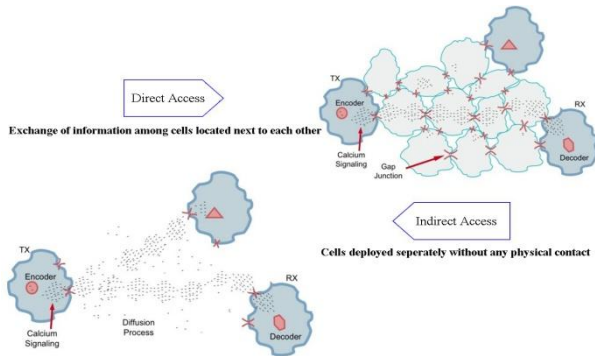 Direct Access
Exchange of information among cells located next to each other
TX
Encoder
Calcium
Signaling
Gap
Junction
RX
Decoder
Indirect Access
Cells deployed seperately without any physical contact
TX
Encoder
Calcium
Signaling
Diffusion
Process
RX
Decoder